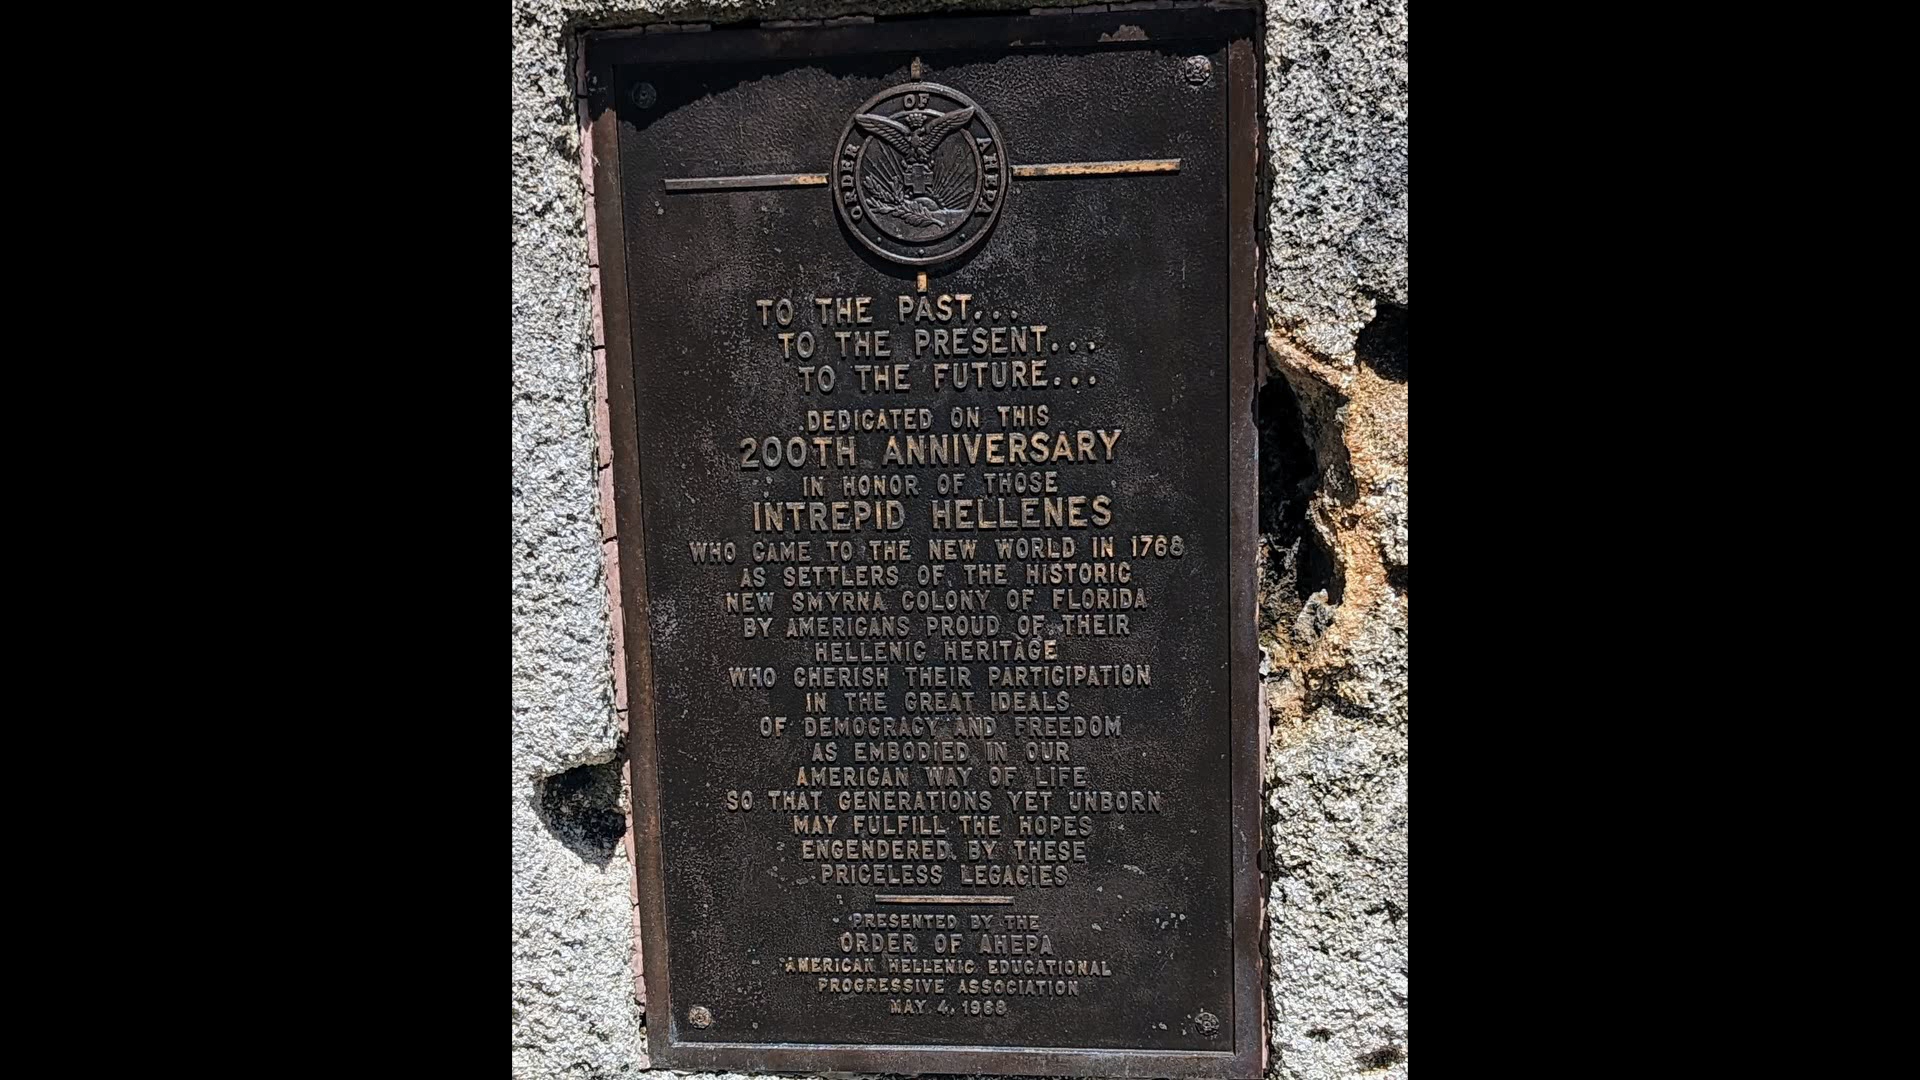 ORDER OF AHEPA
TO THE PAST...
TO THE PRESENT...
TO THE FUTURE...
DEDICATED ON THIS
200TH ANNIVERSARY
IN HONOR OF THOSE
INTREPID HELLENES
WHO CAME TO THE NEW WORLD IN 1768
AS SETTLERS OF THE HISTORIC
NEW SMYRNA COLONY OF FLORIDA
BY AMERICANS PROUD OF THEIR
HELLENIC HERITAGE
WHO CHERISH THEIR PARTICIPATION
IN THE GREAT IDEALS
OF DEMOCRACY AND FREEDOM
AS EMBODIED IN OUR
AMERICAN WAY OF LIFE
SO THAT GENERATIONS YET UNBORN
MAY FULFILL THE HOPES
ENGENDERED BY THESE
PRICELESS LEGACIES
PRESENTED BY THE
ORDER OF AHEPA
AMERICAN HELLENIC EDUCATIONAL
PROGRESSIVE ASSOCIATION
MAY 4, 1968